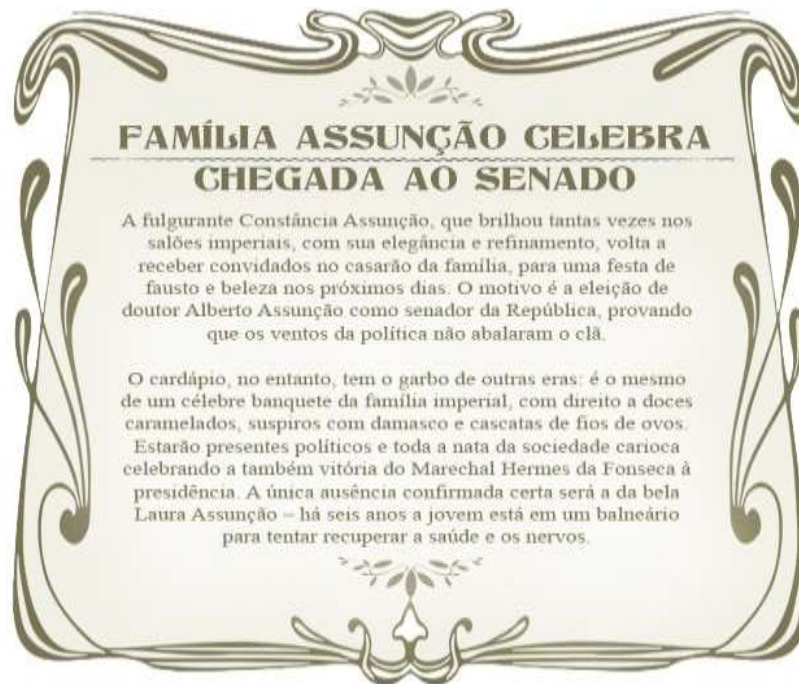 FAMÍLIA ASSUNÇÃO CELEBRA
CHEGADA AO SENADO
A fulgurante Constância Assunção, que brilhou tantas vezes nos
salões imperiais, com sua elegância e refinamento, volta a
receber convidados no casarão da família, para uma festa de
fausto e beleza nos próximos dias. O motivo é a eleição de
doutor Alberto Assunção como senador da República, provando
que os ventos da política não abalaram o clã.
O cardápio, no entanto, tem o garbo de outras eras: é o mesmo
de um célebre banquete da família imperial, com direito a doces
caramelados, suspiros com damasco e cascatas de fios de ovos.
Estarão presentes políticos e toda a nata da sociedade carioca
celebrando a também vitória do Marechal Hermes da Fonseca à
presidência. A única ausência confirmada certa será a da bela
Laura Assunção – há seis anos a jovem está em um balneário
para tentar recuperar a saúde e os nervos.